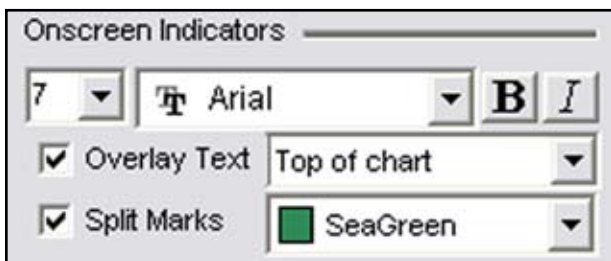 Onscreen Indicators
7 Arial B I
Overlay Text Top of chart
Split Marks SeaGreen